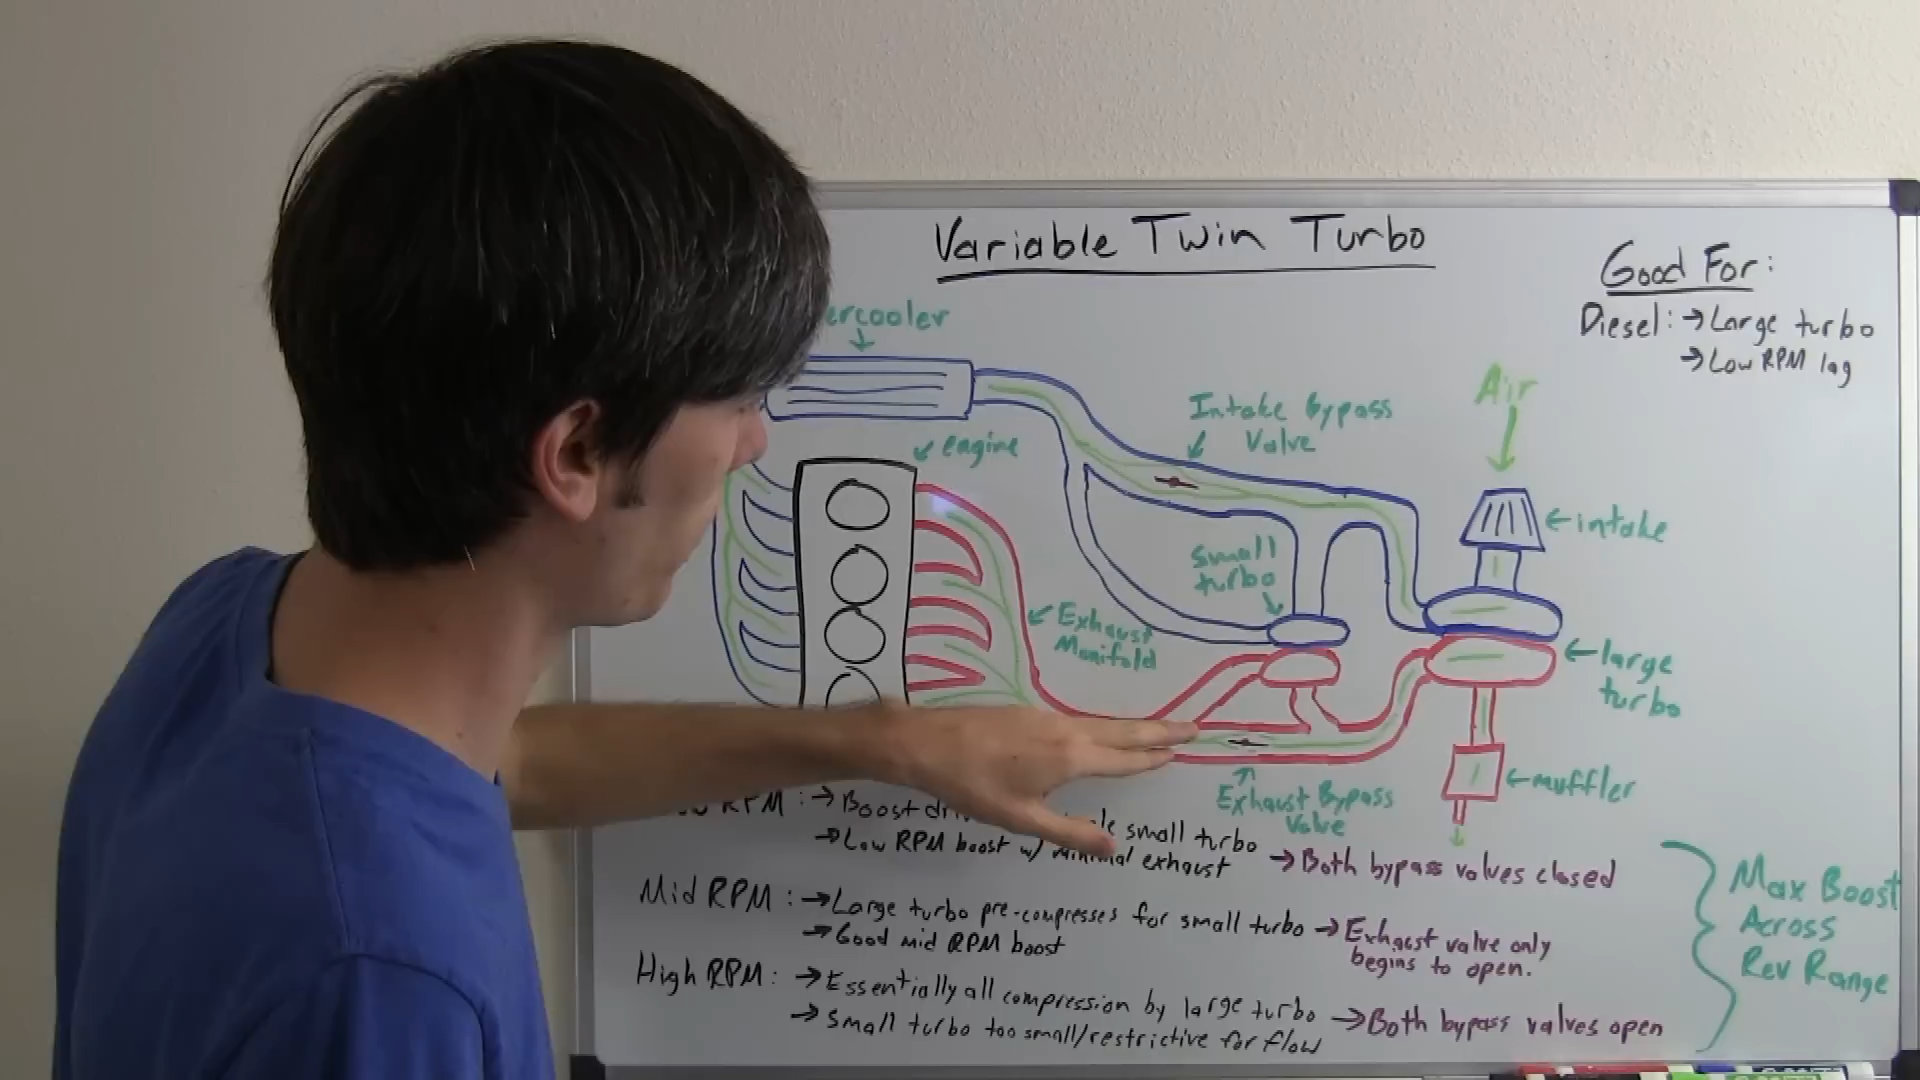 Variable Twin Turbo
Good For:
Diesel: → Large turbo
→ Low RPM lag
ercooler
engine
Intake Bypass
Valve
Air
← intake
small
turbo
Exhaust
Manifold
← large
turbo
← muffler
Exhaust Bypass
Valve
RPM: → Boost small turbo
→ Low RPM boost w/ minimal exhaust → Both bypass valves closed
Mid RPM: → Large turbo pre-compresses for small turbo → Exhaust valve only
begins to open.
→ Good mid RPM boost
High RPM: → Essentially all compression by large turbo
→ Small turbo too small/restrictive for flow → Both bypass valves open
Max Boost
Across
Rev Range